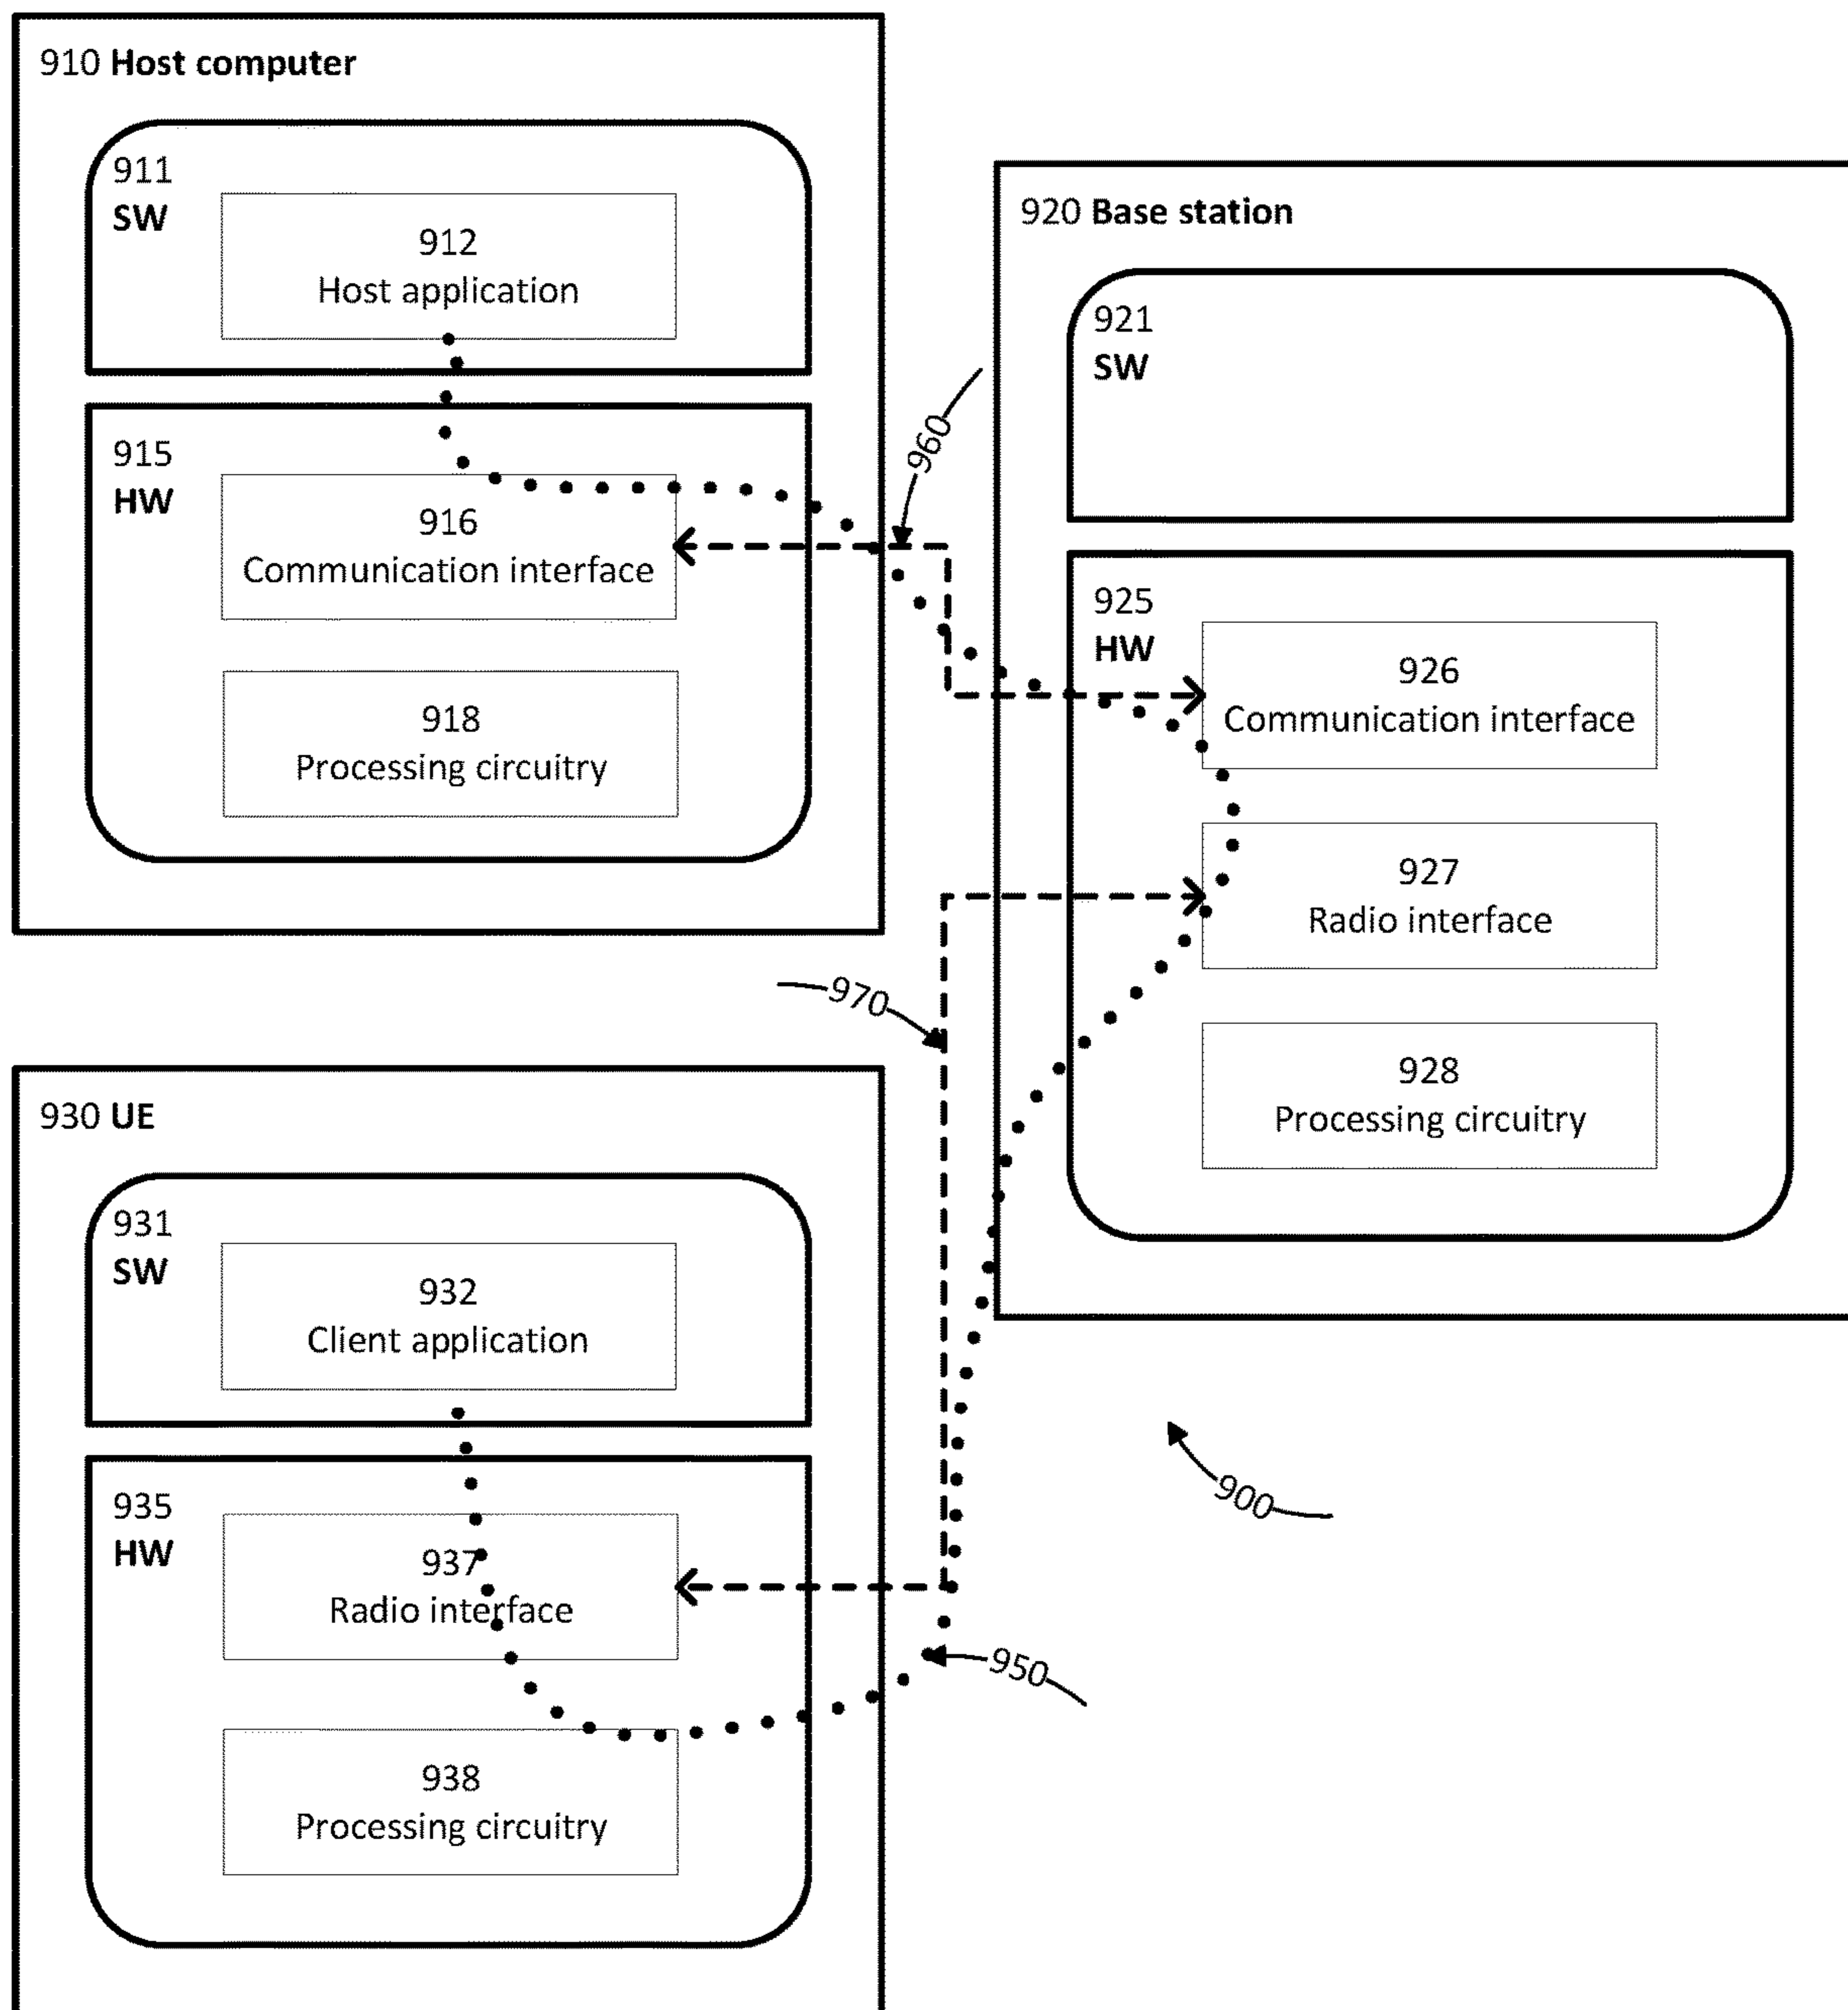 910 Host computer
911
SW
912
Host application
915
HW
916
Communication interface
918
Processing circuitry
960
920 Base station
921
SW
925
HW
926
Communication interface
927
Radio interface
928
Processing circuitry
970
930 UE
931
SW
932
Client application
935
HW
937
Radio interface
938
Processing circuitry
950
900